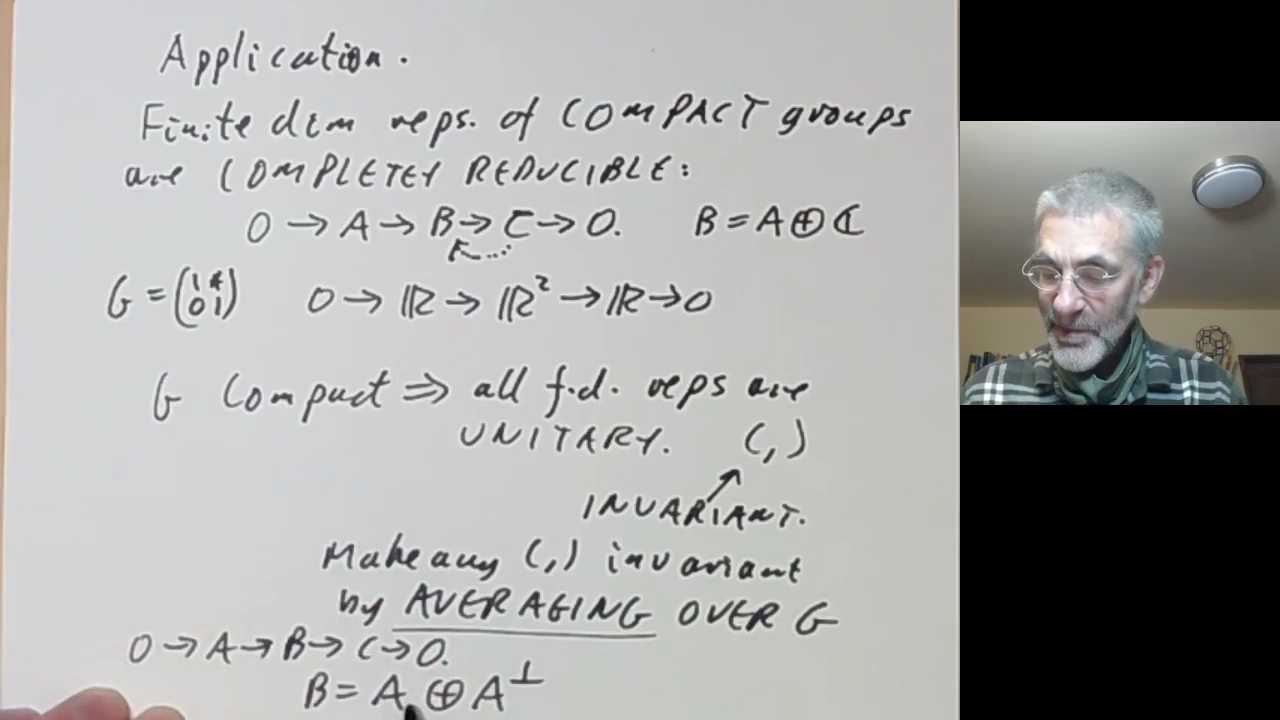 Application.
Finite dim reps. of COMPACT groups
are COMPLETEY REDUCIBLE:
0 → A → B → C → 0. B = A ⊕ C
G = (1 * 0 1) 0 → ℝ → ℝ² → ℝ → 0
G Compact ⇒ all f.d. reps are
UNITARY. (,)
INVARIANT.
Make any (,) invariant
by AVERAGING OVER G
0 → A → B → C → 0.
B = A ⊕ A⊥